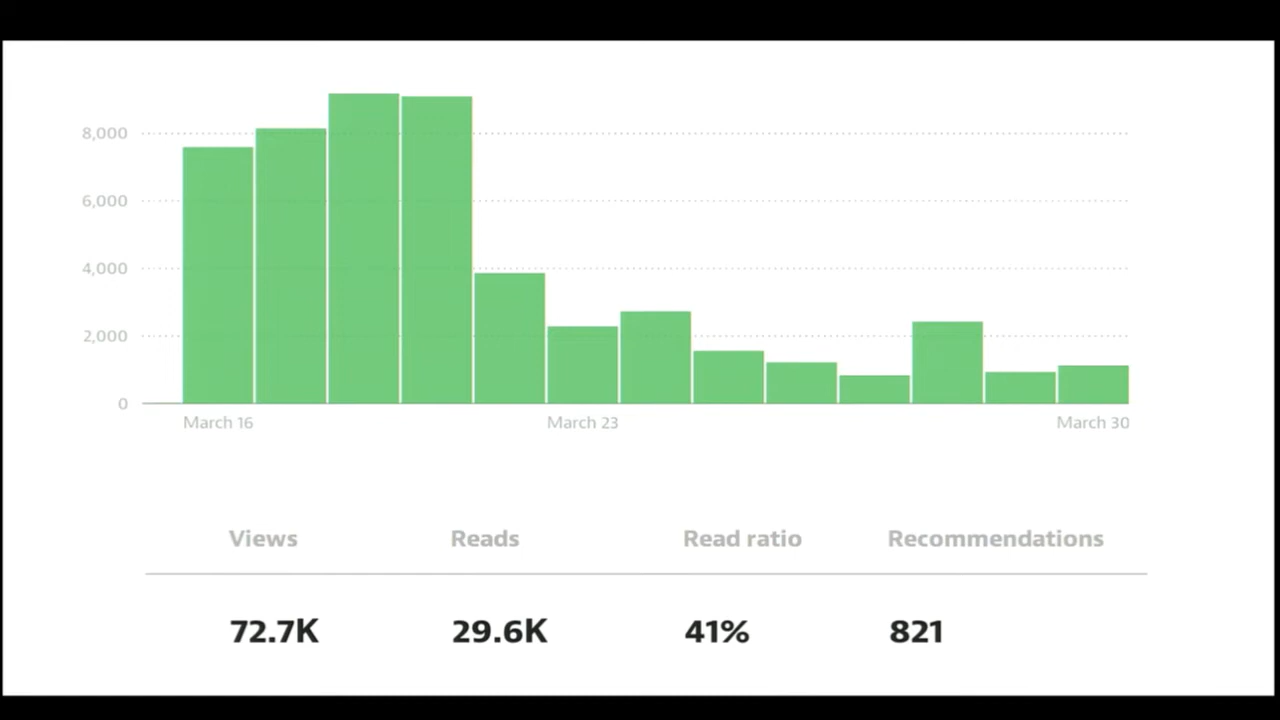 8,000
6,000
4,000
2,000
0
March 16 March 23 March 30
Views Reads Read ratio Recommendations
72.7K 29.6K 41% 821